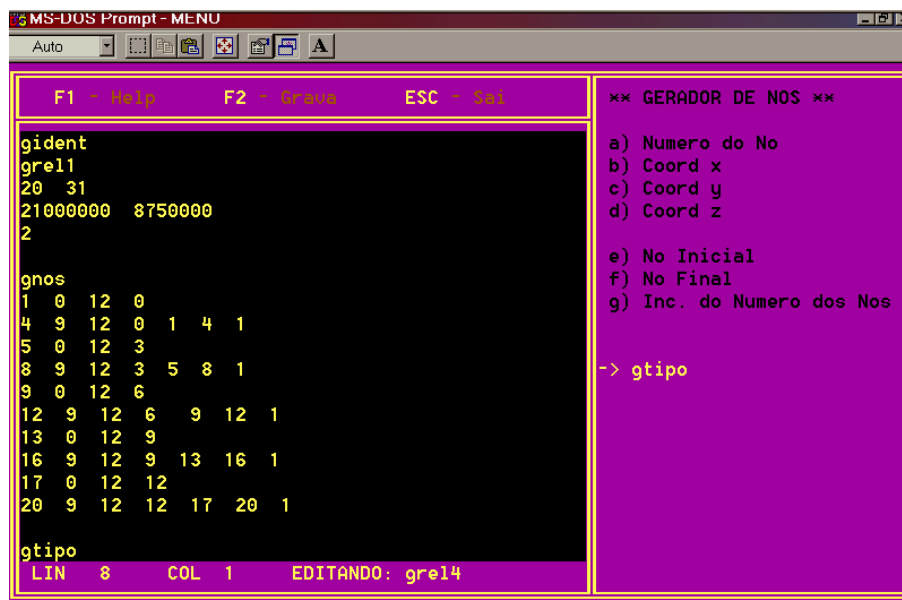 MS-DOS Prompt - MENU
Auto
A
F1 - Help F2 - Grava ESC - Sai
gident
grel1
20 31
21000000 8750000
2
gnos
1 0 12 0
4 9 12 0 1 4 1
5 0 12 3
8 9 12 3 5 8 1
9 0 12 6
12 9 12 6 9 12 1
13 0 12 9
16 9 12 9 13 16 1
17 0 12 12
20 9 12 12 17 20 1
gtipo
LIN 8 COL 1 EDITANDO: grel4
** GERADOR DE NOS **
a) Numero do No
b) Coord x
c) Coord y
d) Coord z
e) No Inicial
f) No Final
g) Inc. do Numero dos Nos
-> gtipo